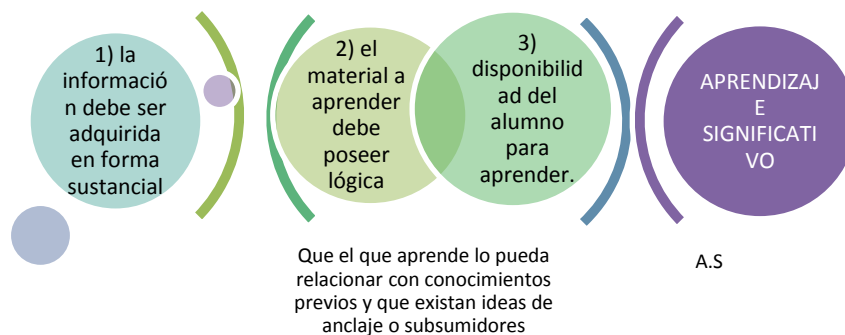 1) la
informació
n debe ser
adquirida
en forma
sustancial
2) el
material a
aprender
debe
poseer
lógica
3)
disponibilid
ad del
alumno
para
aprender.
APRENDIZAJ
E
SIGNIFICATI
VO
Que el que aprende lo pueda
relacionar con conocimientos
previos y que existan ideas de
anclaje o subsumidores
A.S